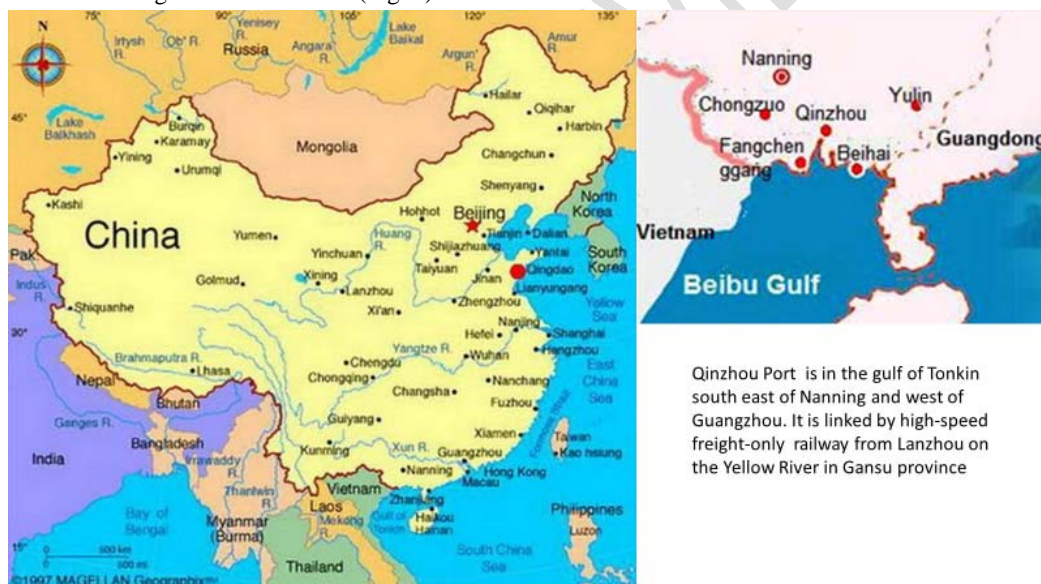 75°
90°
105°
120°
135°
N
Irtysh
R.
Ob' R.
Yenisey
R.
Russia
Angara
R.
Lake
Baikal
Argun'
R.
Amur
R.
45°
Lake
Balkhash
Burqin
Karamay
Yining
Urumqi
Kashi
Mongolia
Hailar
Qiqihar
Harbin
Changchun
Shenyang
North
Korea
South
Korea
China
Yumen
Hohhot
Beijing
Tianjin
Dalian
Huang
R.
Shijiazhuang
Yantai
Yinchuan
Taiyuan
Jinan
Qingdao
Golmud
Xining
Lanzhou
Lianyungang
Zhengzhou
Yellow
Sea
Pak.
Indus
R.
Shiquanhe
Xi'an
Nanjing
Hefei
Shanghai
30°
Brahmaputra R.
Lhasa
Chengdu
Yangtze R.
Wuhan
Hangzhou
Chongqing
East
China
Sea
Nepal
Changsha
Nanchang
Bhutan
Fuzhou
Ganges R.
Guiyang
Bangladesh
Xiamen
Taiwan
Kao hsiung
India
Irrawaddy
R.
Kunming
Xun R.
Guangzhou
Hong Kong
Macau
Nanning
Thanlwin
R.
Vietnam
Zhanjiang
Laos
Mekong
R.
Gulf of
Tonkin
Haikou
Hainan
Philippines
Luzon
Bay of
Bengal
Myanmar
(Burma)
15°
Thailand
South China
Sea
500 km
500 mi
©1997 MAGELLAN Geographix
Nanning
Chongzuo
Qinzhou
Yulin
Fangchen
ggang
Beihai
Guangdong
Vietnam
Beibu Gulf
Qinzhou Port is in the gulf of Tonkin
south east of Nanning and west of
Guangzhou. It is linked by high-speed
freight-only railway from Lanzhou on
the Yellow River in Gansu province